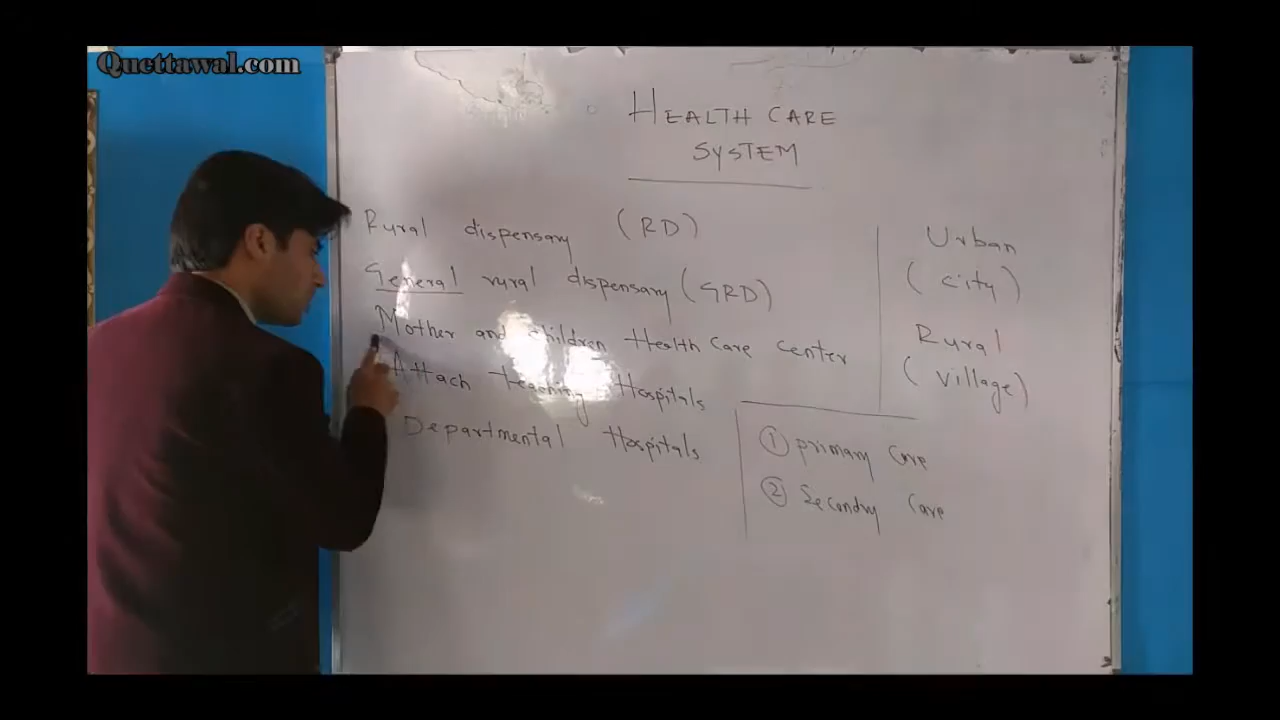 Quettawal.com
HEALTH CARE
SYSTEM
Rural dispensary (RD)
General rural dispensary (GRD)
Mother and children Health Care center
Attach teaching Hospitals
Departmental Hospitals
Urban
(city)
Rural
(village)
① primary care
② Secondry Care